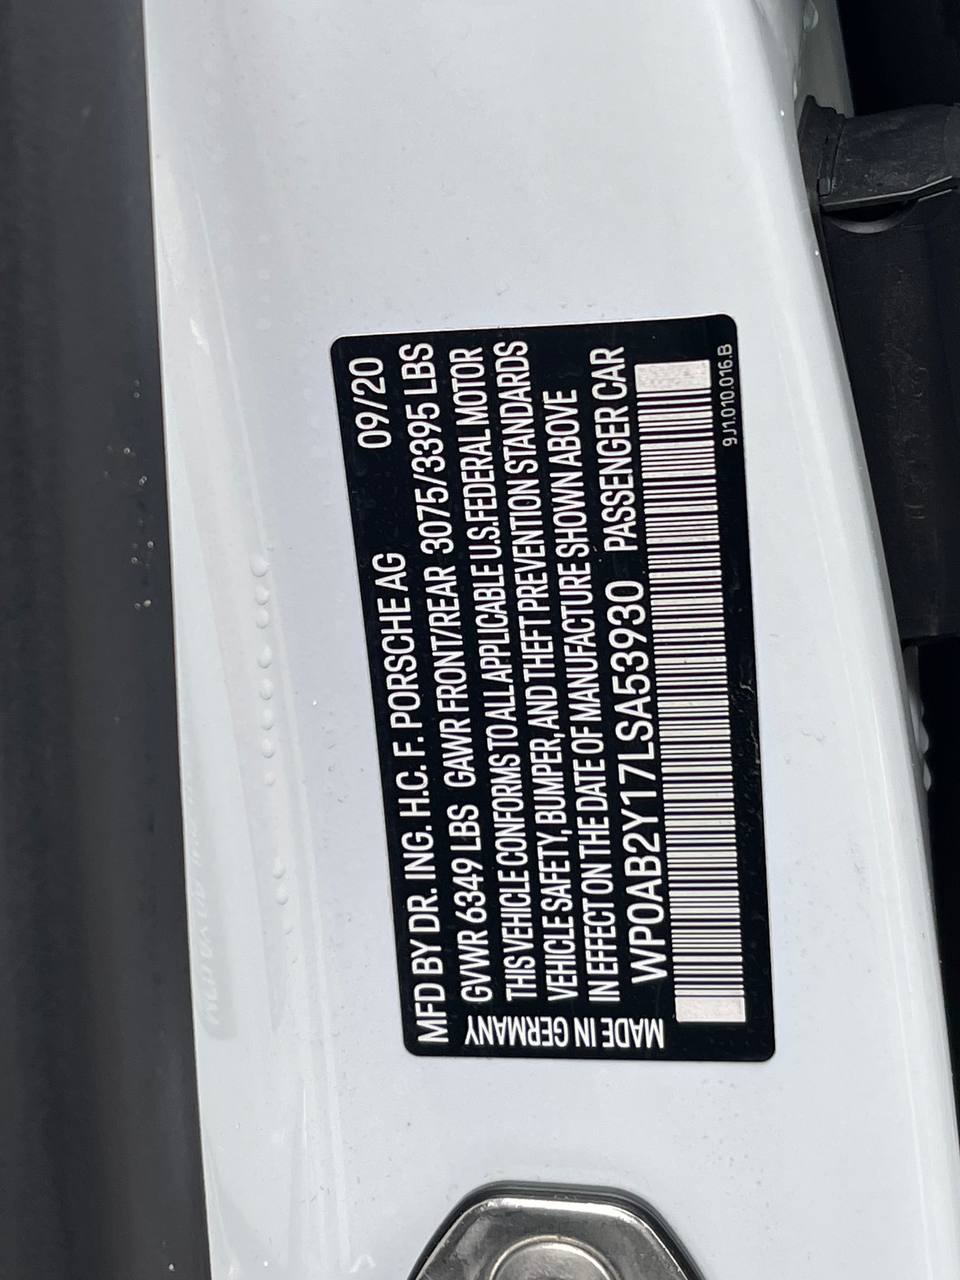 MFD BY DR. ING. H.C. F. PORSCHE AG 09/20
GVWR 6349 LBS GAWR FRONT/REAR 3075/3395 LBS
THIS VEHICLE CONFORMS TO ALL APPLICABLE U.S. FEDERAL MOTOR
VEHICLE SAFETY, BUMPER, AND THEFT PREVENTION STANDARDS
IN EFFECT ON THE DATE OF MANUFACTURE SHOWN ABOVE
WP0AB2Y17LSA53930 PASSENGER CAR
MADE IN GERMANY
9J1.010.016.B